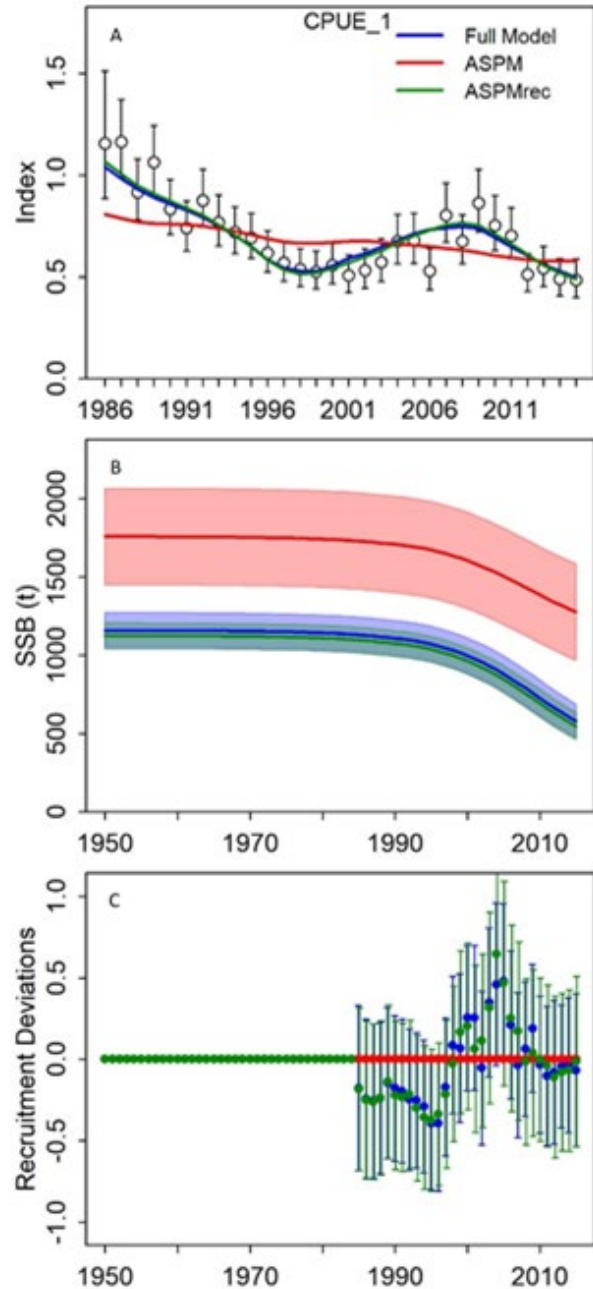 CPUE_1
A
Full Model
ASPM
ASPMrec
Index
1.5
1.0
0.5
0.0
1986 1991 1996 2001 2006 2011
B
SSB (t)
2000
1500
1000
500
0
1950 1970 1990 2010
C
Recruitment Deviations
1.0
0.5
0.0
-0.5
-1.0
1950 1970 1990 2010